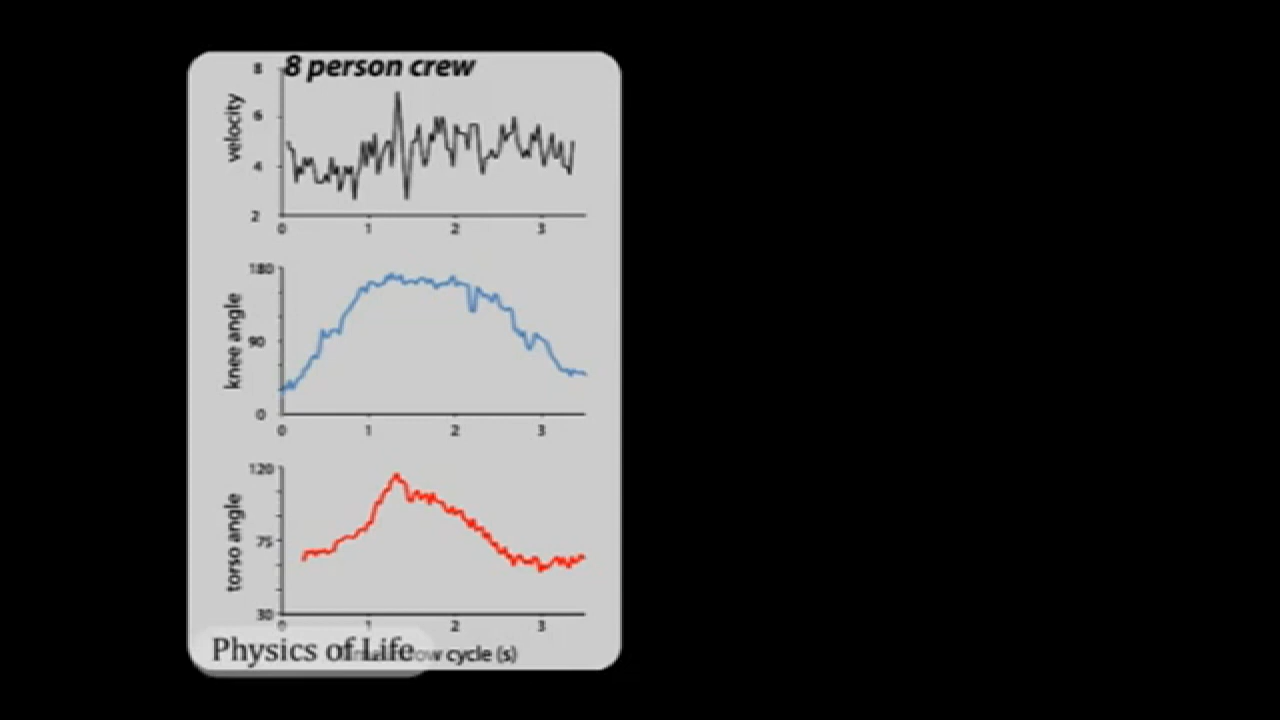 8 person crew
velocity
8
6
4
2
0 1 2 3
knee angle
180
90
0
0 1 2 3
torso angle
120
75
30
0 1 2 3
Physics of Life
cycle (s)